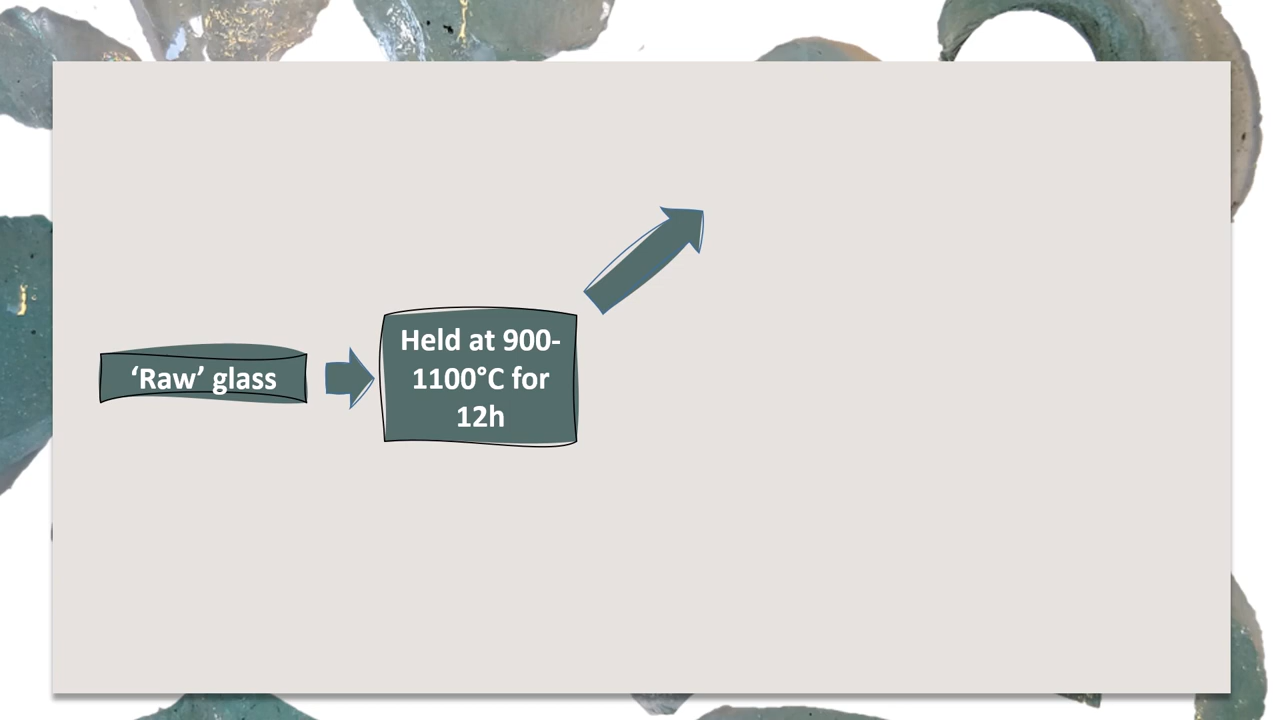 ‘Raw’ glass
Held at 900-
1100°C for
12h